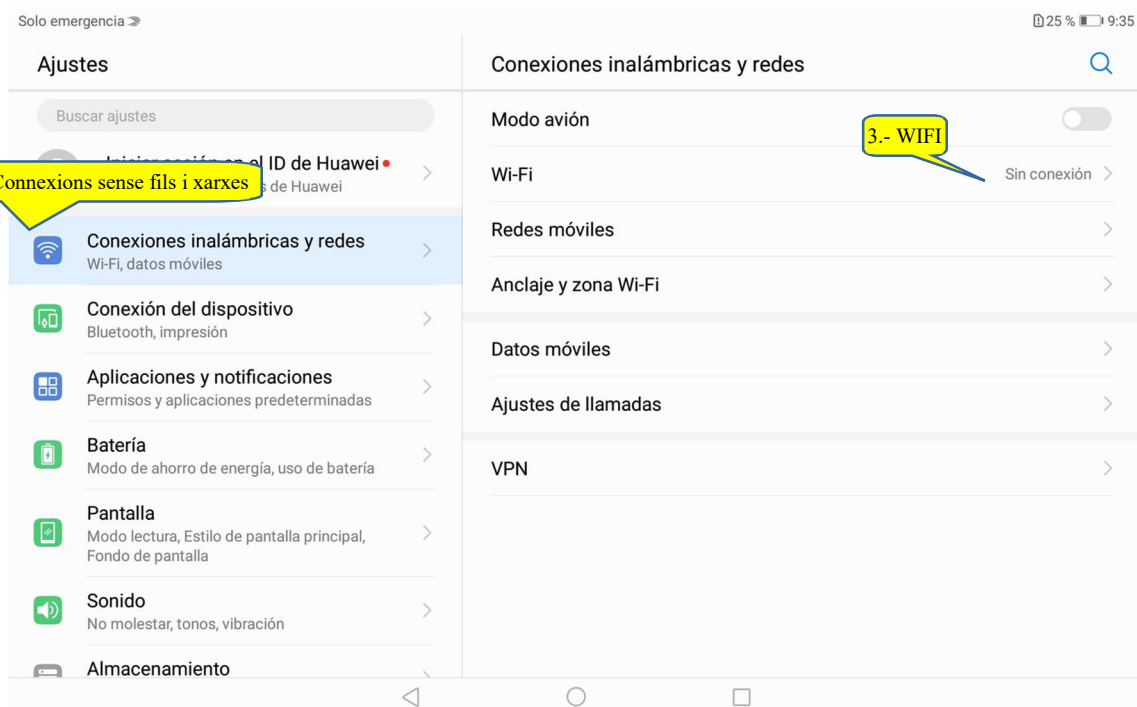 Solo emergencia
25 % 9:35
Ajustes
Buscar ajustes
el ID de Huawei
de Huawei
Connexions sense fils i xarxes
Conexiones inalámbricas y redes
Wi-Fi, datos móviles
Conexión del dispositivo
Bluetooth, impresión
Aplicaciones y notificaciones
Permisos y aplicaciones predeterminadas
Batería
Modo de ahorro de energía, uso de batería
Pantalla
Modo lectura, Estilo de pantalla principal,
Fondo de pantalla
Sonido
No molestar, tonos, vibración
Almacenamiento
Conexiones inalámbricas y redes
Modo avión
3.- WIFI
Wi-Fi
Sin conexión
Redes móviles
Anclaje y zona Wi-Fi
Datos móviles
Ajustes de llamadas
VPN